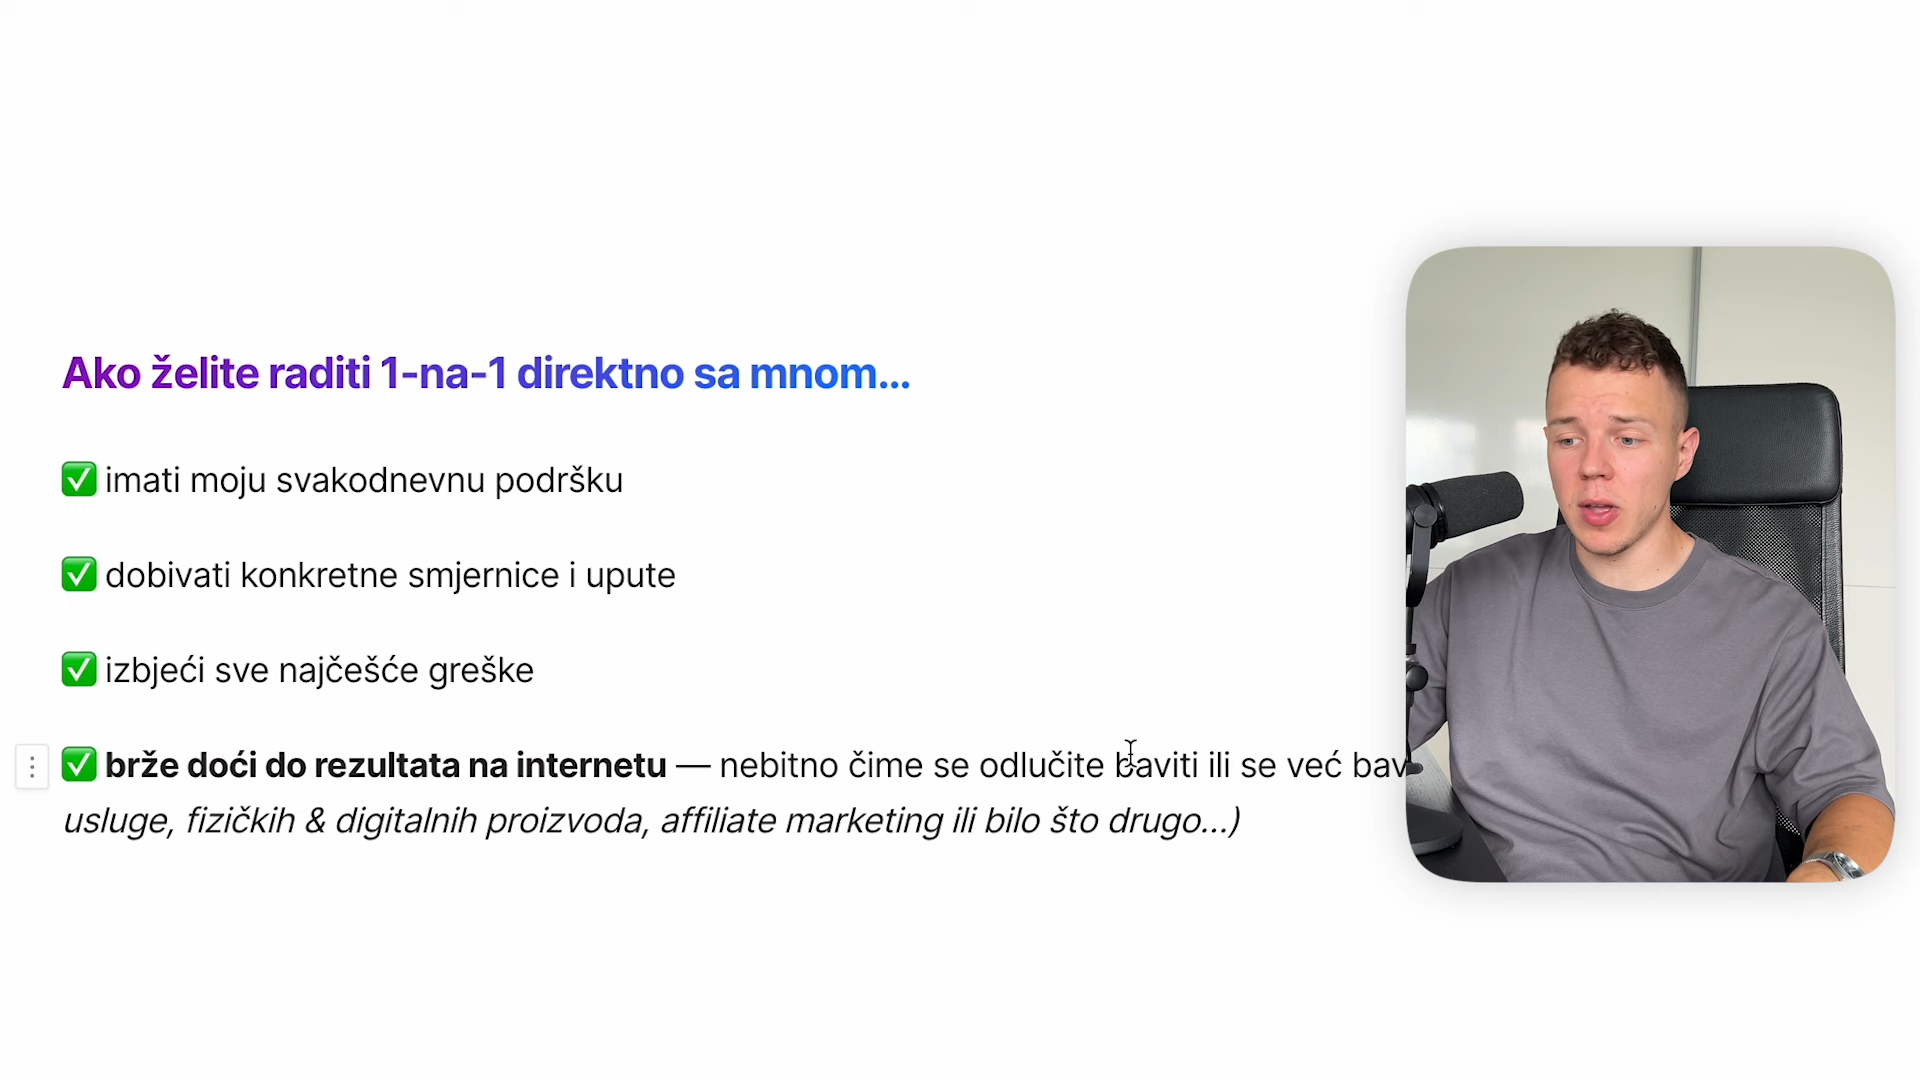 Ako želite raditi 1-na-1 direktno sa mnom...
✅ imati moju svakodnevnu podršku
✅ dobivati konkretne smjernice i upute
✅ izbjeći sve najčešće greške
✅ brže doći do rezultata na internetu — nebitno čime se odlučite baviti ili se već
usluge, fizičkih & digitalnih proizvoda, affiliate marketing ili bilo što drugo...)